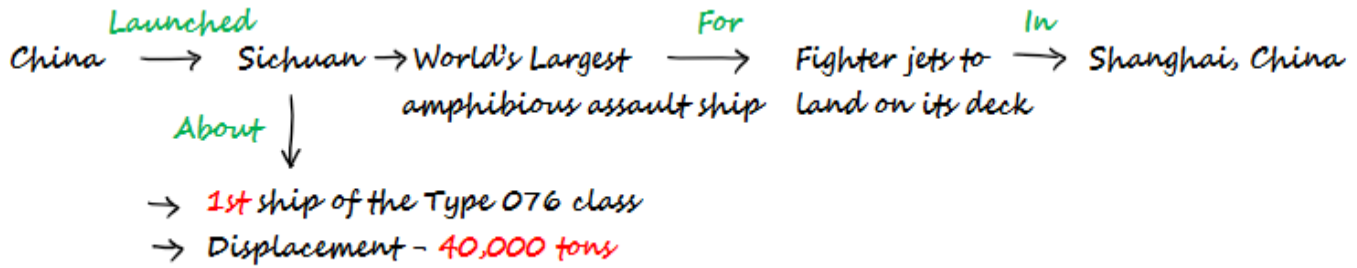 Launched For In
China → Sichuan → World's Largest → Fighter jets to → Shanghai, China
amphibious assault ship land on its deck
About
→ 1st ship of the Type 076 class
→ Displacement - 40,000 tons